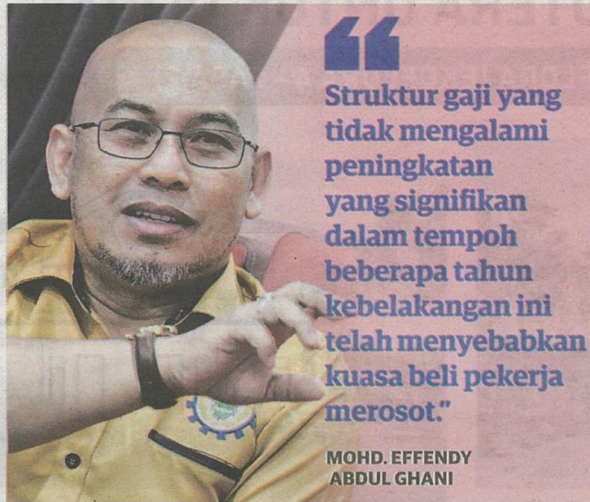 “
Struktur gaji yang
tidak mengalami
peningkatan
yang signifikan
dalam tempoh
beberapa tahun
kebelakangan ini
telah menyebabkan
kuasa beli pekerja
merosot.”
MOHD. EFFENDY
ABDUL GHANI